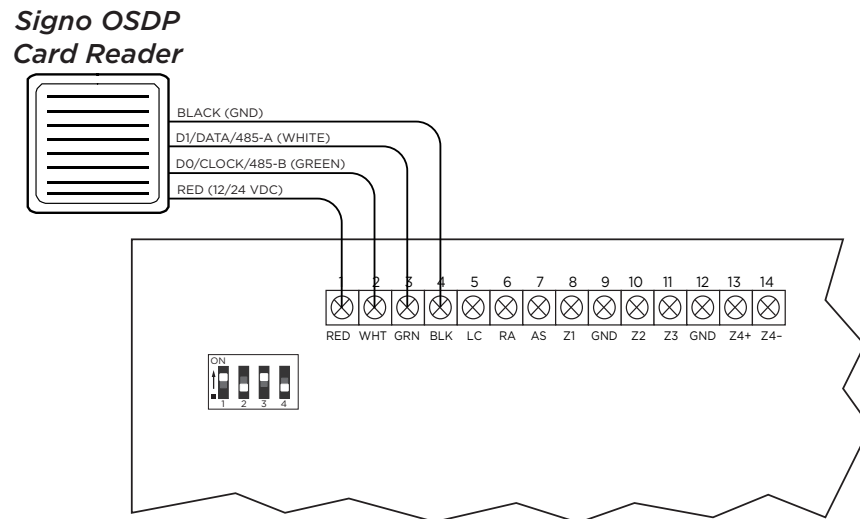 Signo OSDP
Card Reader
BLACK (GND)
D1/DATA/485-A (WHITE)
D0/CLOCK/485-B (GREEN)
RED (12/24 VDC)
1 2 3 4 5 6 7 8 9 10 11 12 13 14
RED WHT GRN BLK LC RA AS Z1 GND Z2 Z3 GND Z4+ Z4–
ON
1 2 3 4